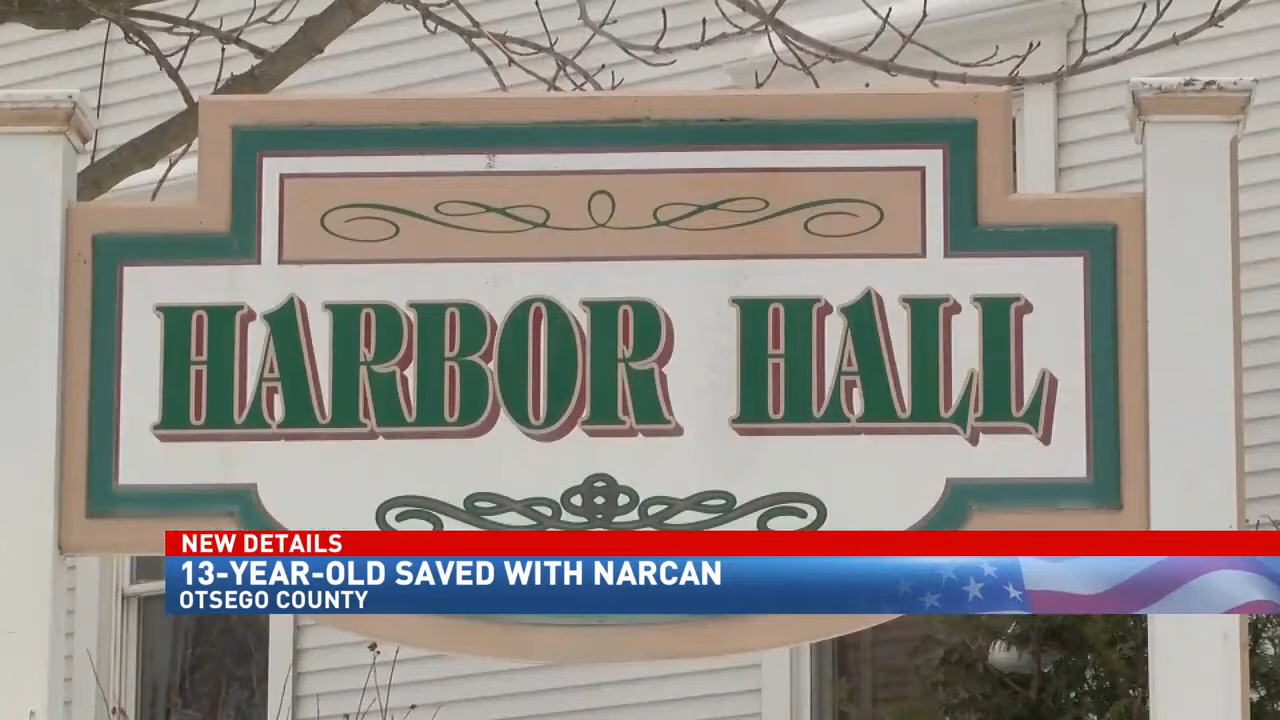 HARBOR HALL
NEW DETAILS
13-YEAR-OLD SAVED WITH NARCAN
OTSEGO COUNTY